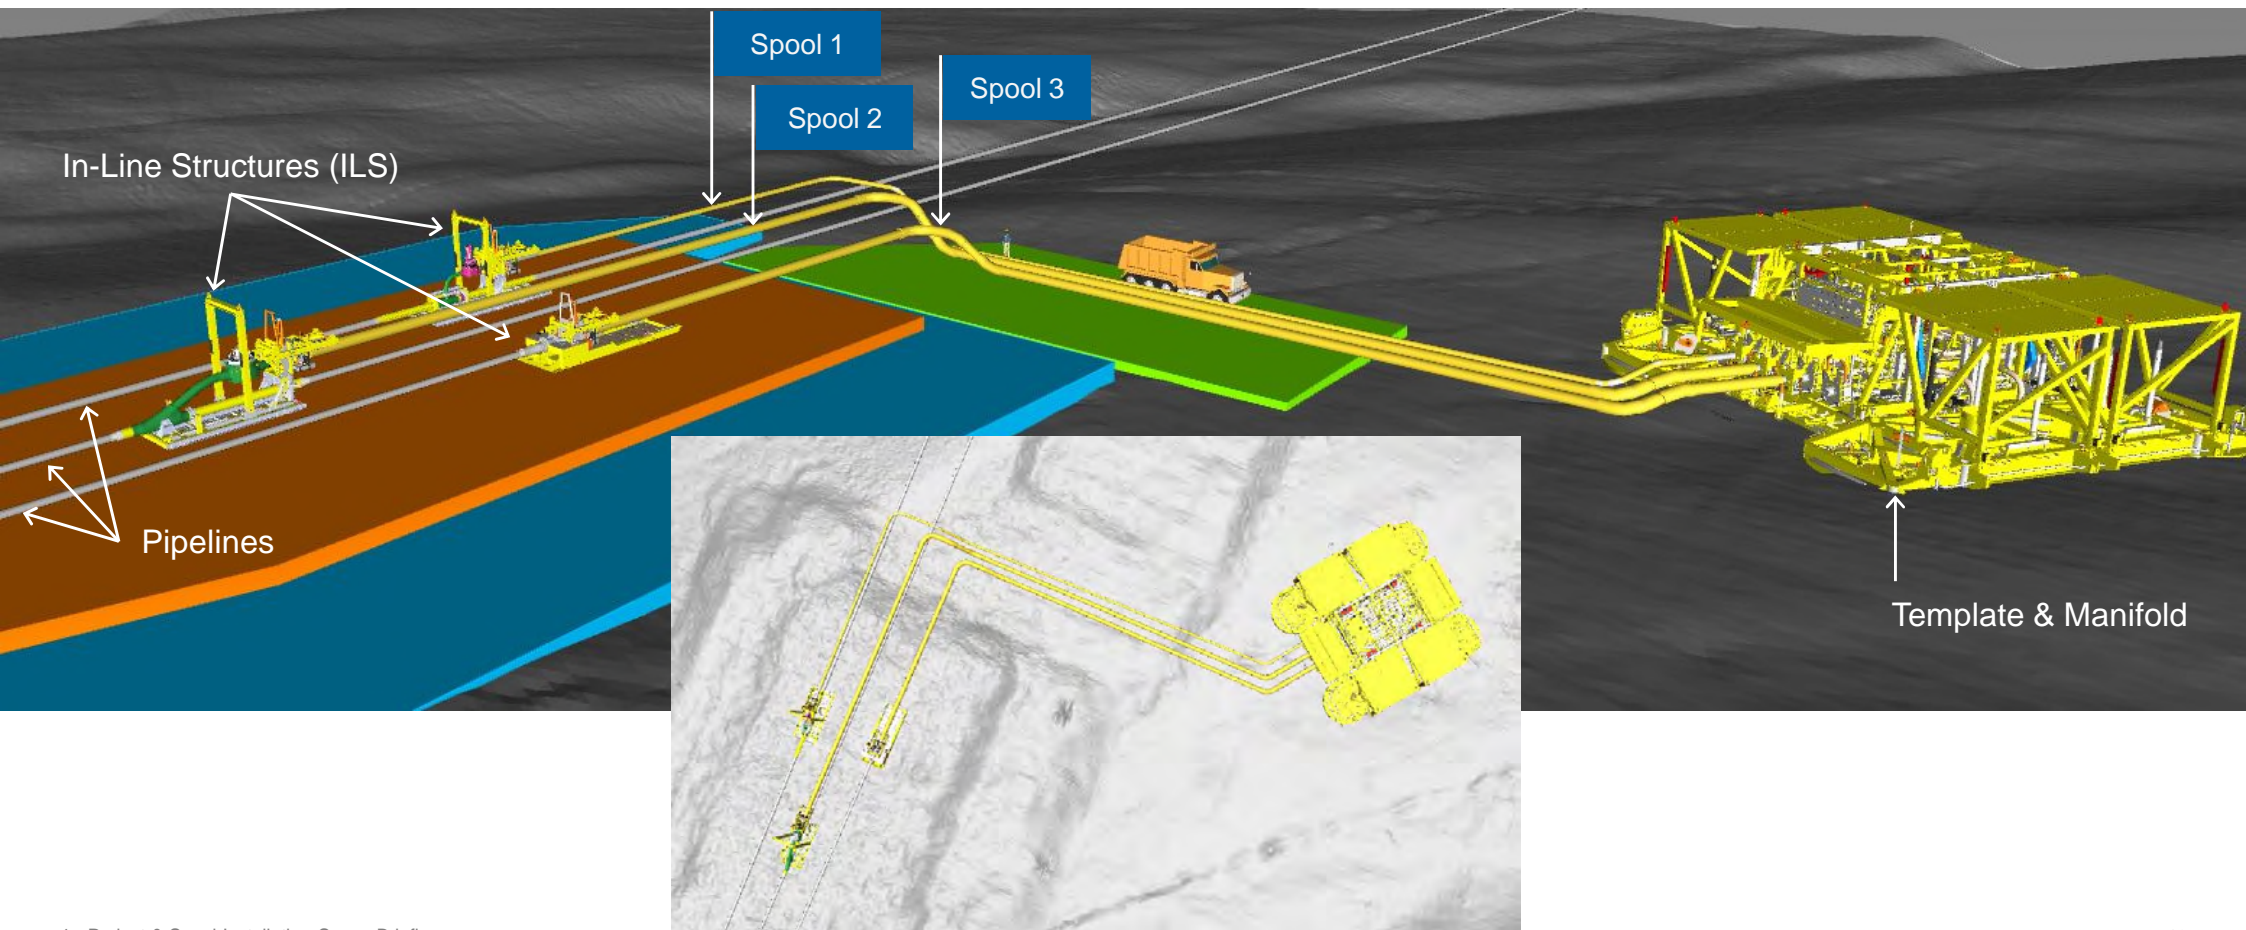 Spool 1
Spool 2
Spool 3
In-Line Structures (ILS)
Pipelines
Template & Manifold